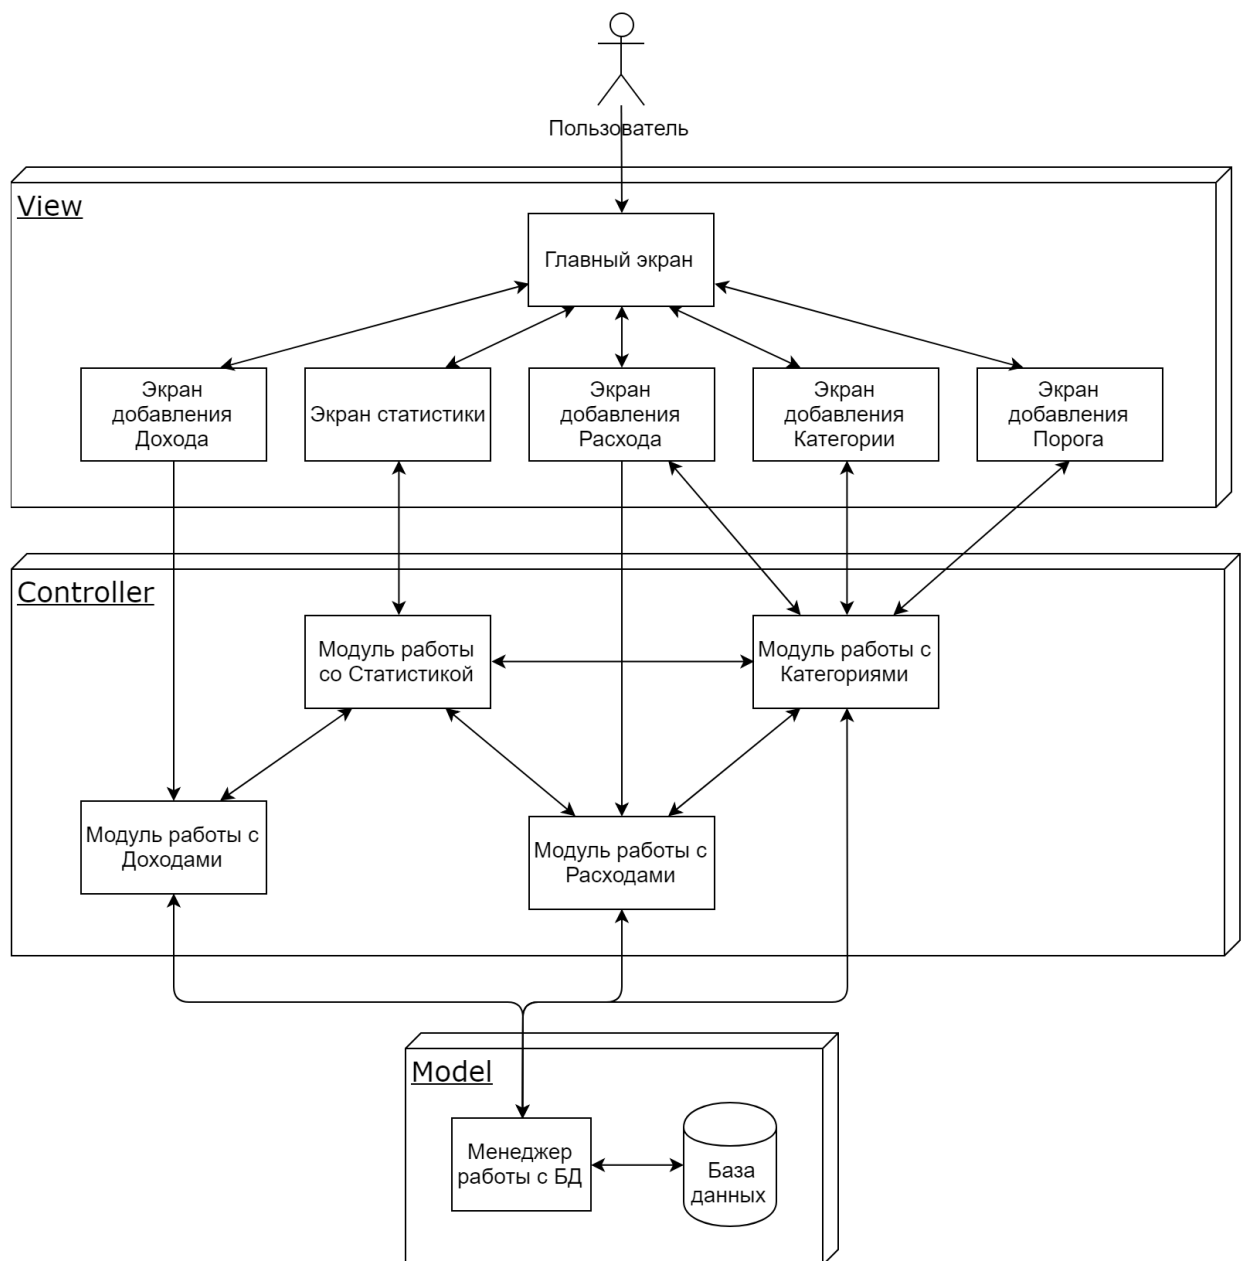 Пользователь
View
Главный экран
Экран
добавления
Дохода
Экран статистики
Экран
добавления
Расхода
Экран
добавления
Категории
Экран
добавления
Порога
Controller
Модуль работы
со Статистикой
Модуль работы с
Категориями
Модуль работы с
Доходами
Модуль работы с
Расходами
Model
Менеджер
работы с БД
База
данных